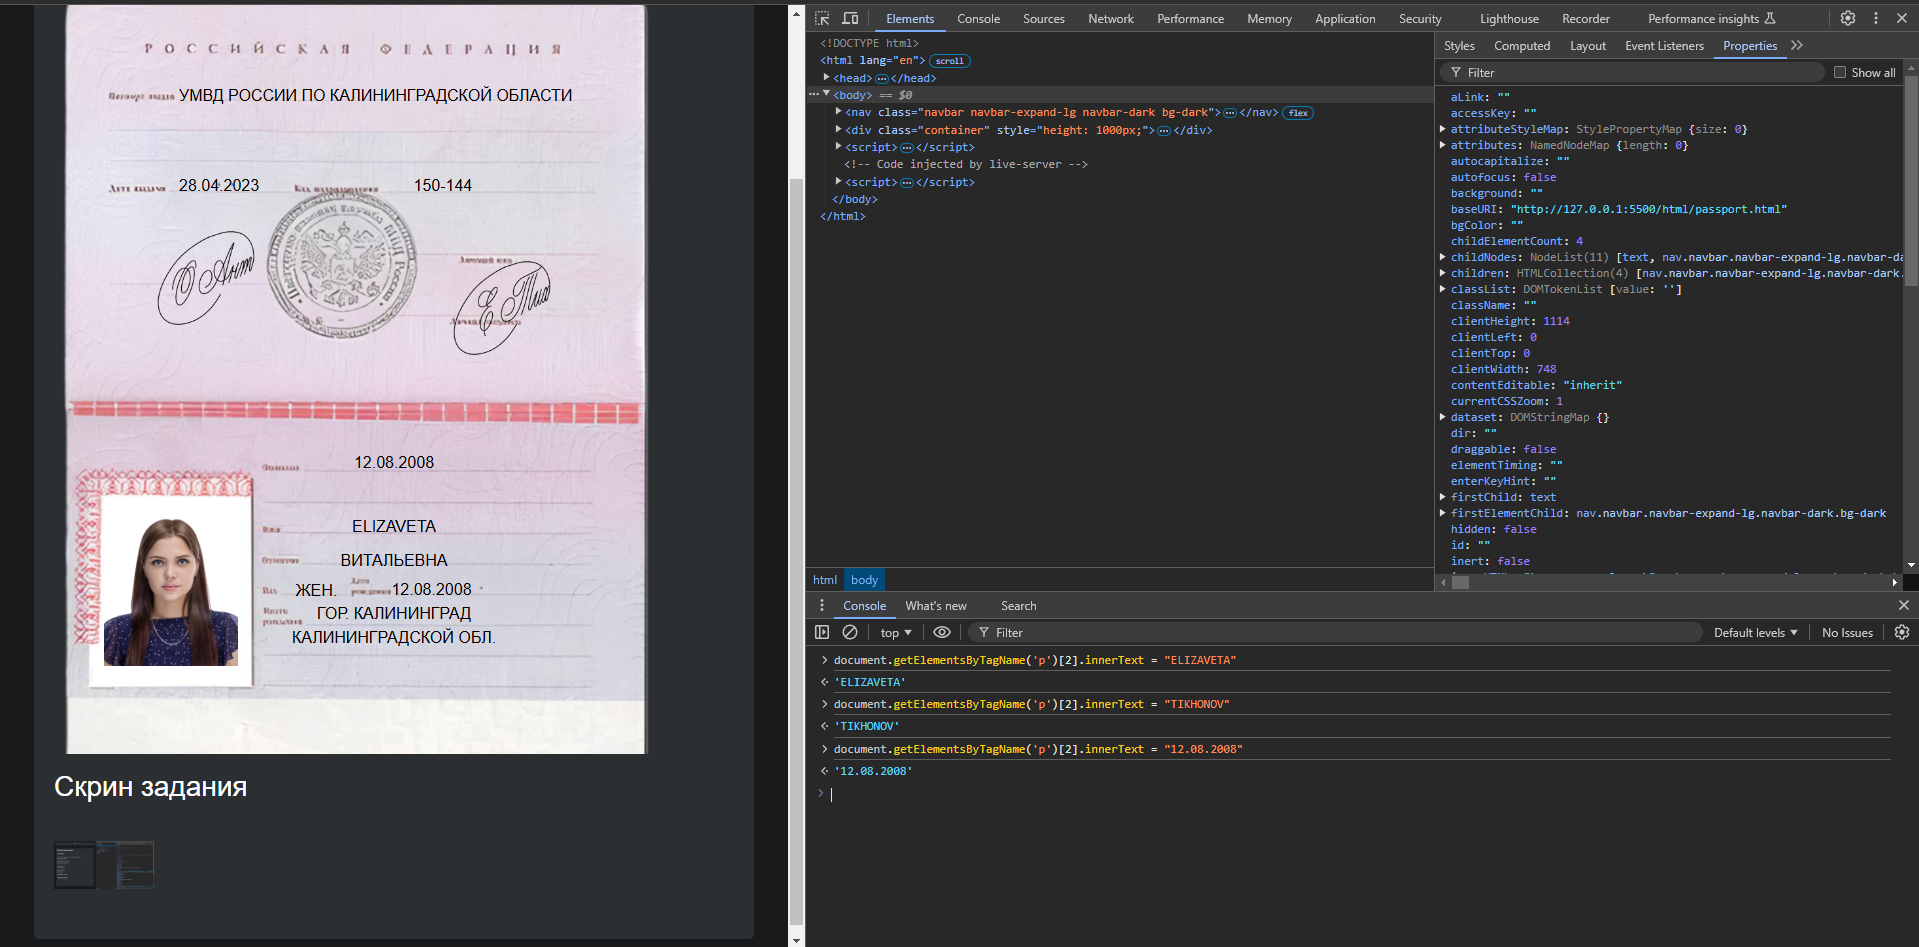 РОССИЙСКАЯ ФЕДЕРАЦИЯ
Паспорт выдан УМВД РОССИИ ПО КАЛИНИНГРАДСКОЙ ОБЛАСТИ
Дата выдачи 28.04.2023 Код подразделения 150-144
Личный код
12.08.2008
ELIZAVETA
ВИТАЛЬЕВНА
ЖЕН. 12.08.2008
ГОР. КАЛИНИНГРАД
КАЛИНИНГРАДСКОЙ ОБЛ.
Скрин задания
Elements Console Sources Network Performance Memory Application Security Lighthouse Recorder Performance insights
<!DOCTYPE html>
<html lang="en"> scroll
<head> … </head>
<body> == $0
<nav class="navbar navbar-expand-lg navbar-dark bg-dark"> … </nav> flex
<div class="container" style="height: 1000px;"> … </div>
<script> … </script>
<!-- Code injected by live-server -->
<script> … </script>
</body>
</html>
html body
Styles Computed Layout Event Listeners Properties
Filter Show all
aLink: ""
accessKey: ""
attributeStyleMap: StylePropertyMap {size: 0}
attributes: NamedNodeMap {length: 0}
autocapitalize: ""
autofocus: false
background: ""
baseURI: "http://127.0.0.1:5500/html/passport.html"
bgColor: ""
childElementCount: 4
childNodes: NodeList(11) [text, nav.navbar.navbar-expand-lg.navbar-da
children: HTMLCollection(4) [nav.navbar.navbar-expand-lg.navbar-dark.
classList: DOMTokenList [value: '']
className: ""
clientHeight: 1114
clientLeft: 0
clientTop: 0
clientWidth: 748
contentEditable: "inherit"
currentCSSZoom: 1
dataset: DOMStringMap {}
dir: ""
draggable: false
elementTiming: ""
enterKeyHint: ""
firstChild: text
firstElementChild: nav.navbar.navbar-expand-lg.navbar-dark.bg-dark
hidden: false
id: ""
inert: false
Console What's new Search
top Filter Default levels No Issues
document.getElementsByTagName('p')[2].innerText = "ELIZAVETA"
'ELIZAVETA'
document.getElementsByTagName('p')[2].innerText = "TIKHONOV"
'TIKHONOV'
document.getElementsByTagName('p')[2].innerText = "12.08.2008"
'12.08.2008'